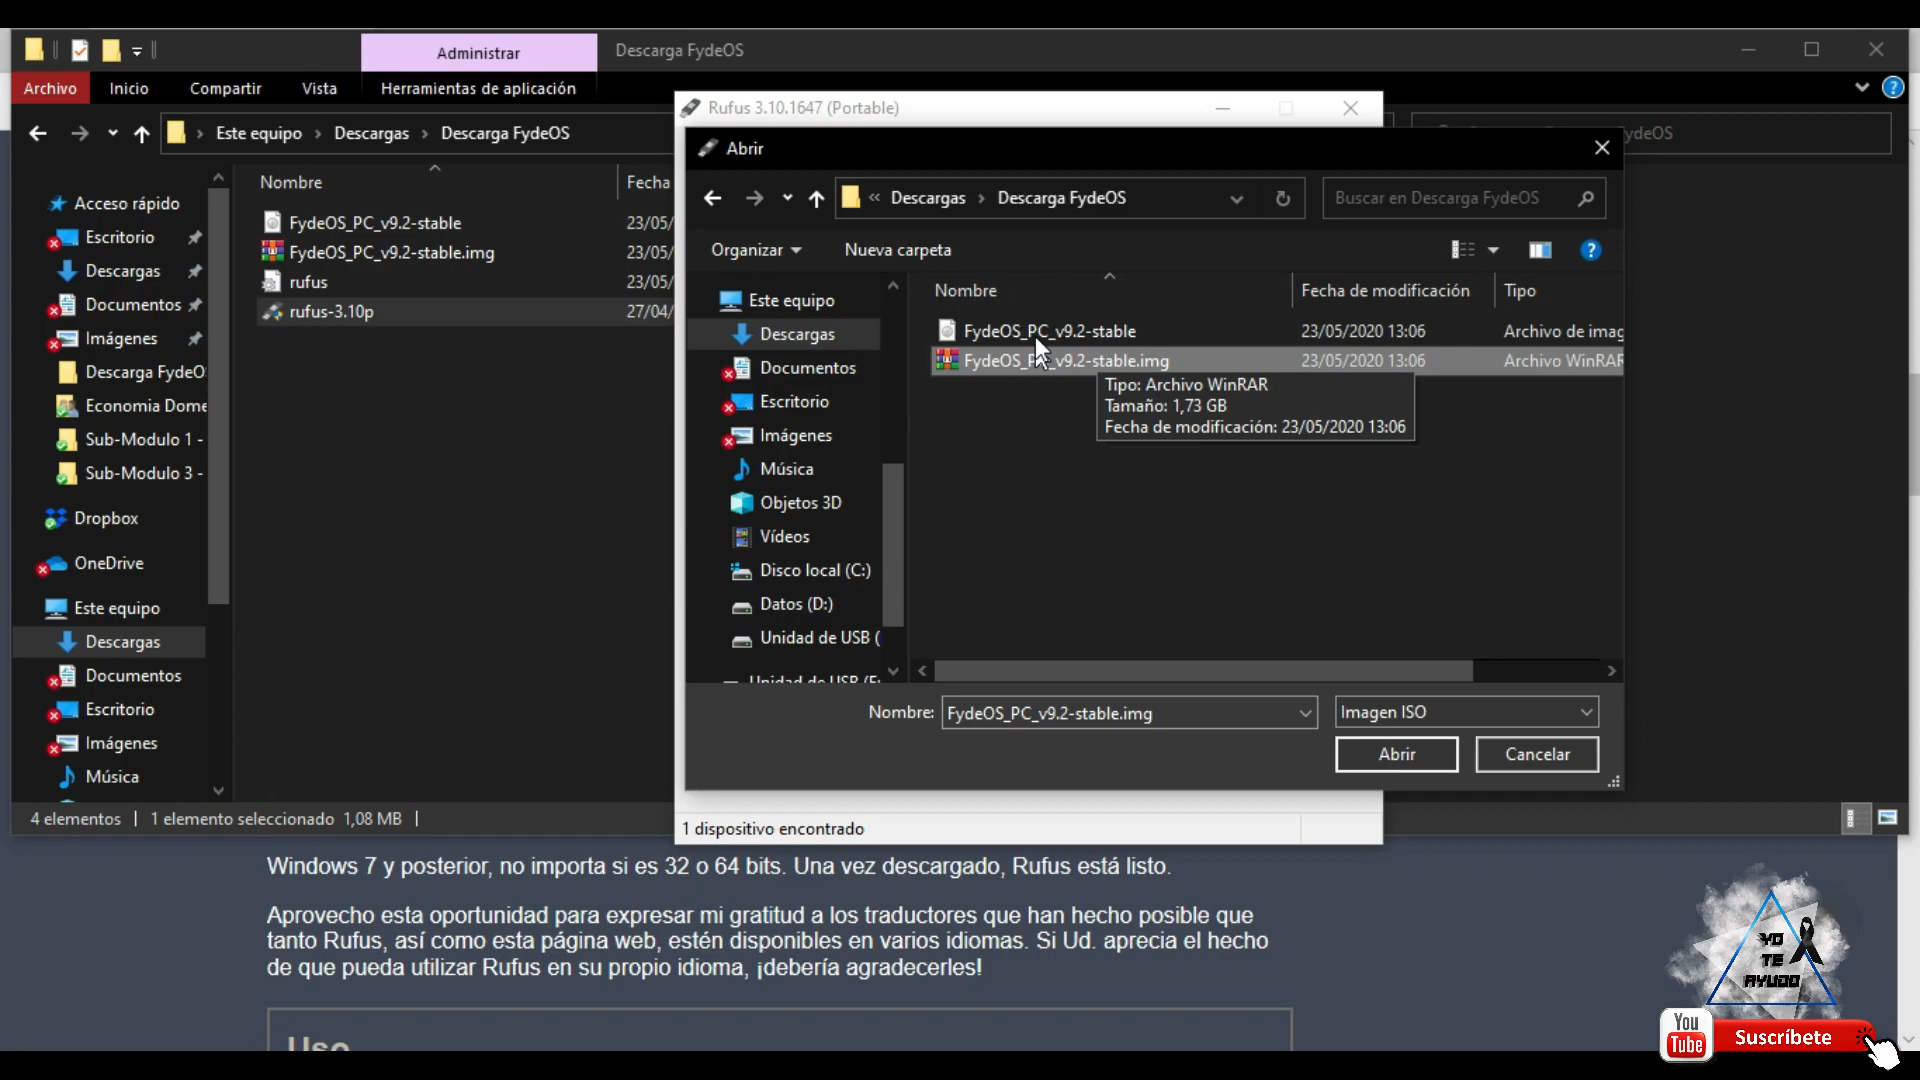 Administrar
Descarga FydeOS
Archivo
Inicio
Compartir
Vista
Herramientas de aplicación
Este equipo
Descargas
Descarga FydeOS
Nombre
Fecha
FydeOS_PC_v9.2-stable
23/05/
FydeOS_PC_v9.2-stable.img
23/05/
rufus
23/05/
rufus-3.10p
27/04/
Acceso rápido
Escritorio
Descargas
Documentos
Imágenes
Descarga FydeO
Economia Dome
Sub-Modulo 1 -
Sub-Modulo 3 -
Dropbox
OneDrive
Este equipo
Descargas
Documentos
Escritorio
Imágenes
Música
4 elementos
1 elemento seleccionado 1,08 MB
Rufus 3.10.1647 (Portable)
ydeOS
Abrir
« Descargas
Descarga FydeOS
Buscar en Descarga FydeOS
Organizar
Nueva carpeta
Este equipo
Descargas
Documentos
Escritorio
Imágenes
Música
Objetos 3D
Vídeos
Disco local (C:)
Datos (D:)
Unidad de USB (
Unidad de USB (F:
Nombre
Fecha de modificación
Tipo
FydeOS_PC_v9.2-stable
23/05/2020 13:06
Archivo de imag
FydeOS_PC_v9.2-stable.img
23/05/2020 13:06
Archivo WinRAR
Tipo: Archivo WinRAR
Tamaño: 1,73 GB
Fecha de modificación: 23/05/2020 13:06
Nombre:
FydeOS_PC_v9.2-stable.img
Imagen ISO
Abrir
Cancelar
1 dispositivo encontrado
Windows 7 y posterior, no importa si es 32 o 64 bits. Una vez descargado, Rufus está listo.
Aprovecho esta oportunidad para expresar mi gratitud a los traductores que han hecho posible que
tanto Rufus, así como esta página web, estén disponibles en varios idiomas. Si Ud. aprecia el hecho
de que pueda utilizar Rufus en su propio idioma, ¡debería agradecerles!
Uso
YO
TE
AYUDO
You
Tube
Suscríbete